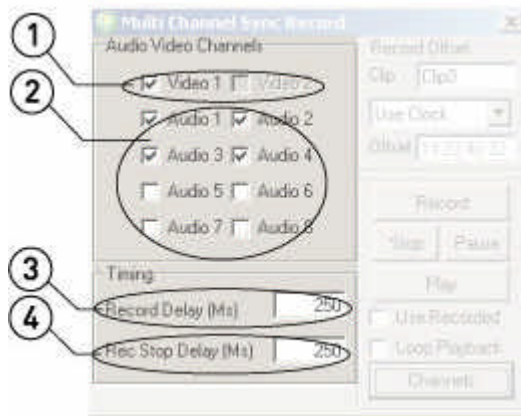 Multi Channel Sync Record
1
2
3
4
Audio Video Channels
Video 1 Video 2
Audio 1 Audio 2
Audio 3 Audio 4
Audio 5 Audio 6
Audio 7 Audio 8
Timing
Record Delay (Ms) 250
Rec Stop Delay (Ms) 250
Record Offset
Clip Clip0
Use Clock
Offset
Record
Stop Pause
Play
Use Recorded
Loop Playback
Channels